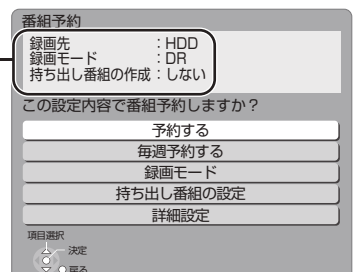 番組予約
録画先 :HDD
録画モード :DR
持ち出し番組の作成:しない
この設定内容で番組予約しますか?
予約する
毎週予約する
録画モード
持ち出し番組の設定
詳細設定
項目選択
決定
戻る